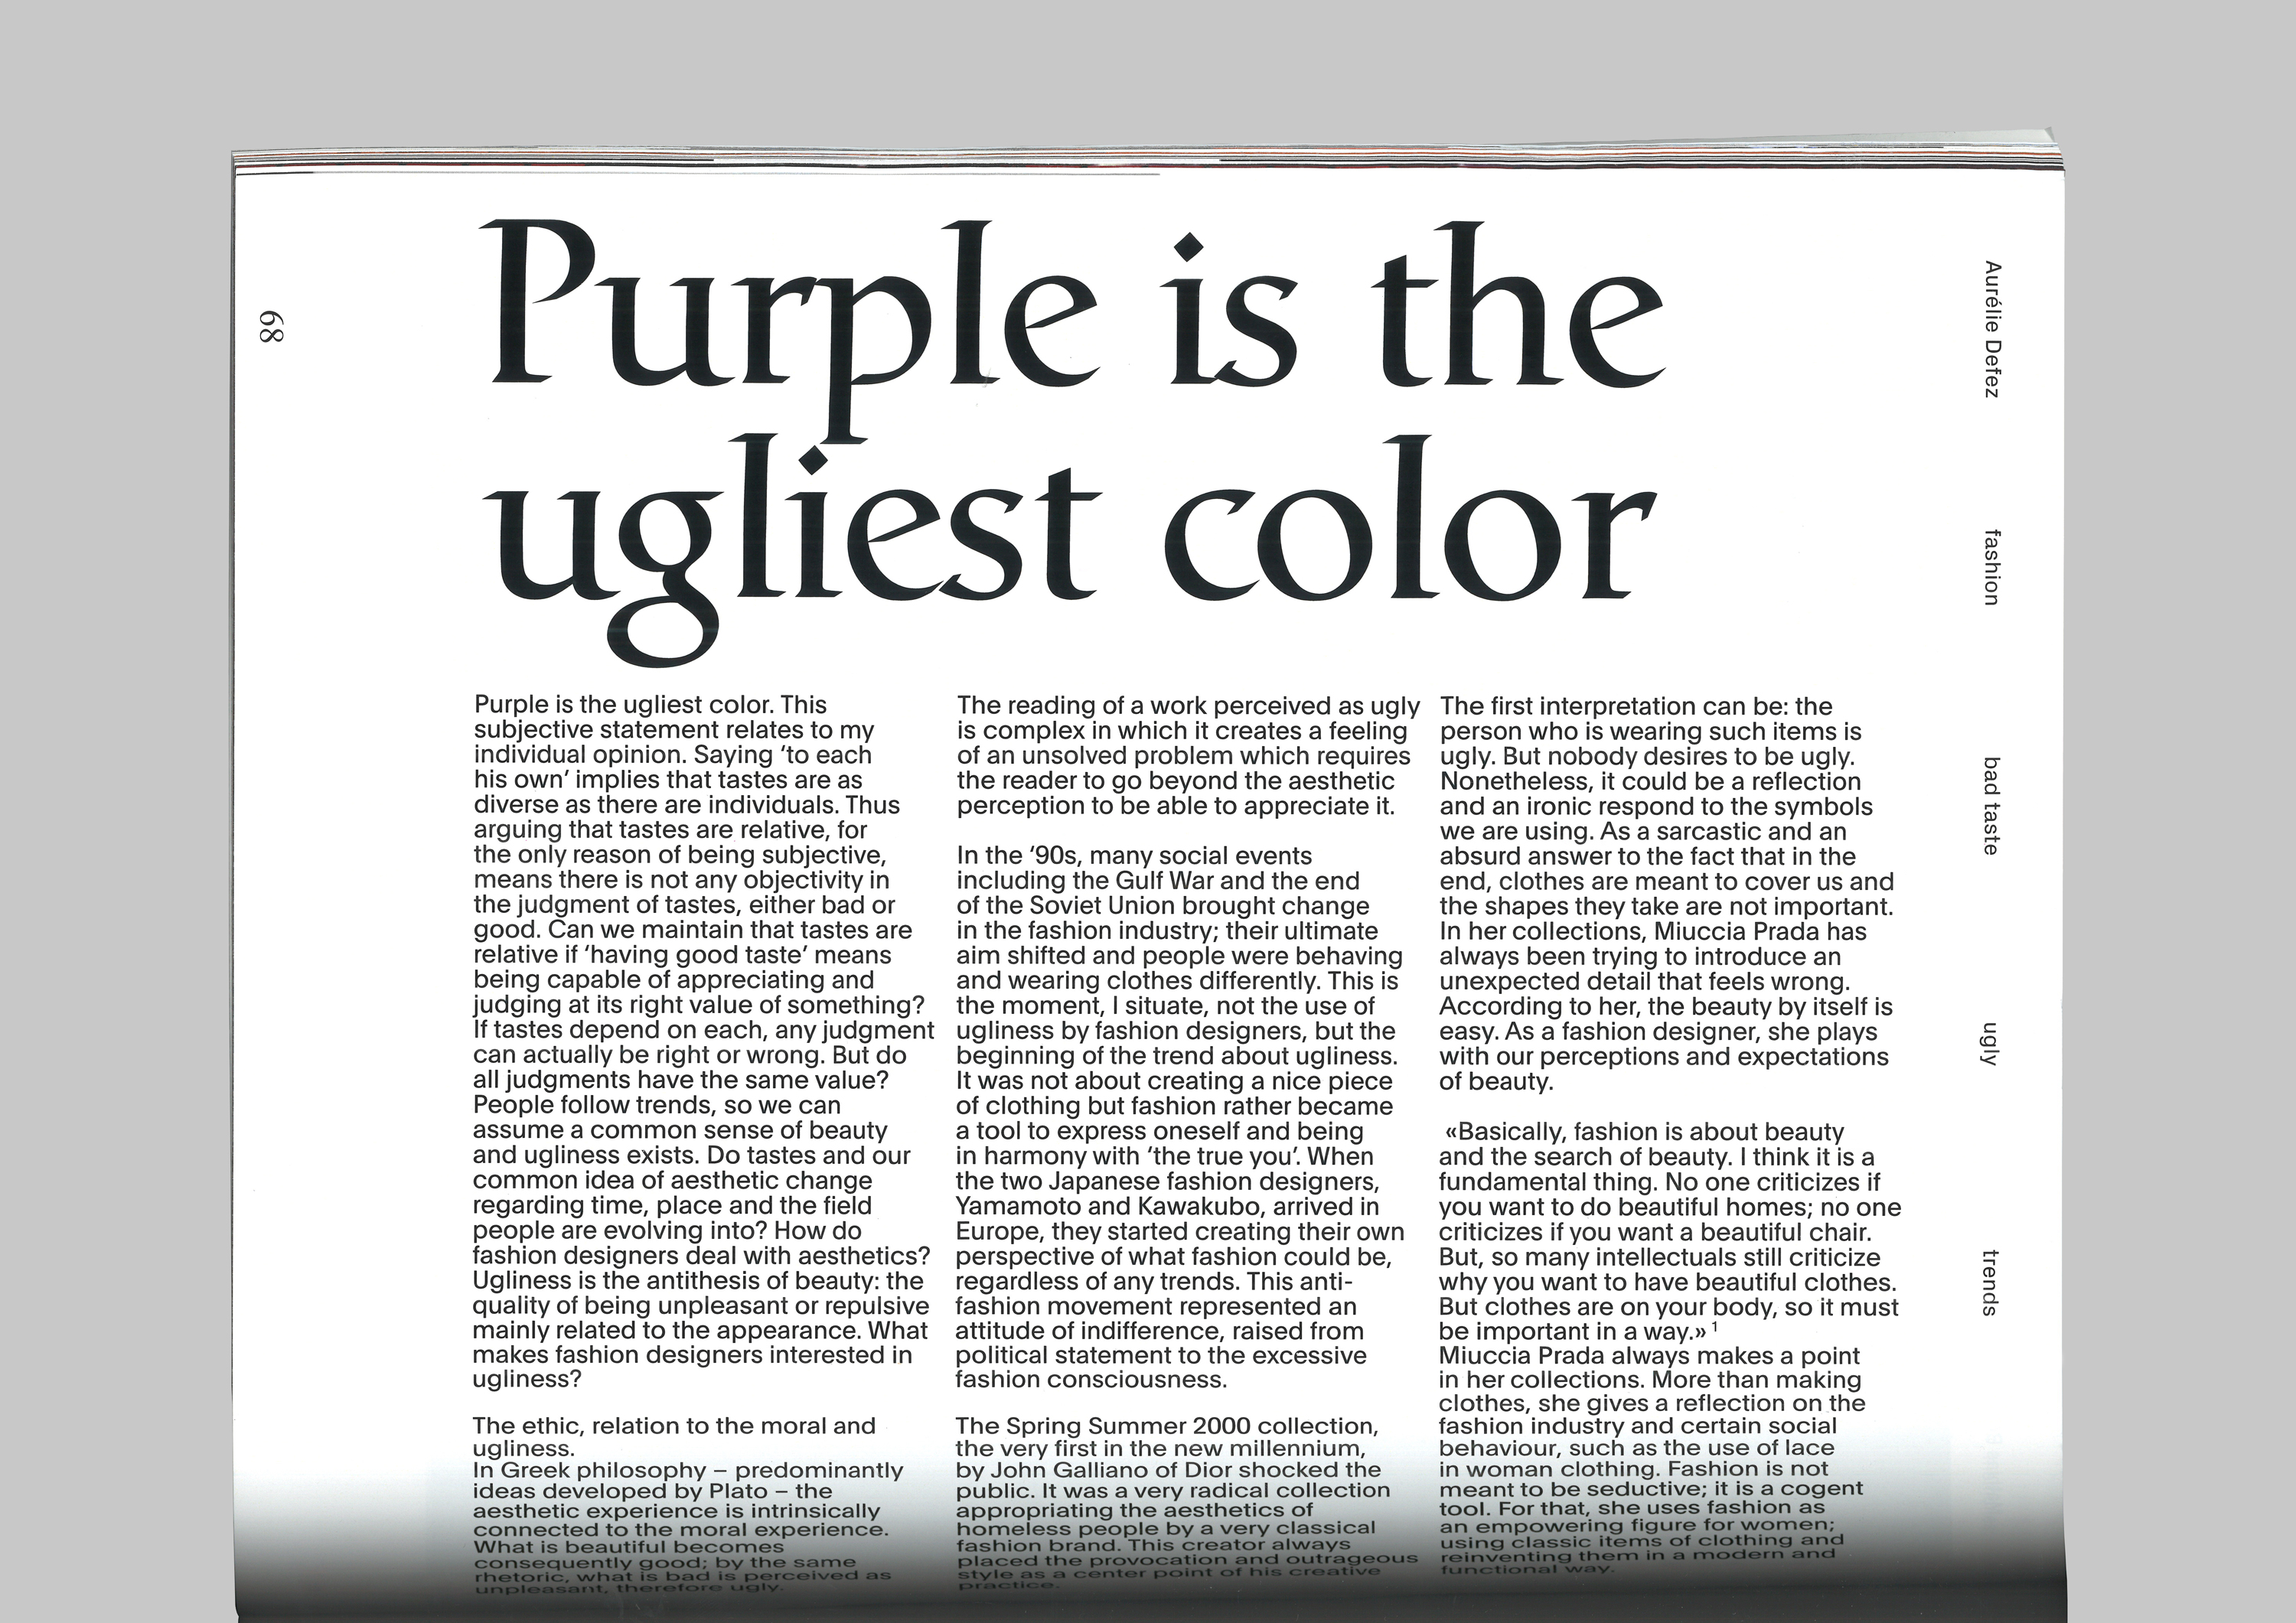 68
Purple is the
ugliest color
Purple is the ugliest color. This
subjective statement relates to my
individual opinion. Saying ‘to each
his own’ implies that tastes are as
diverse as there are individuals. Thus
arguing that tastes are relative, for
the only reason of being subjective,
means there is not any objectivity in
the judgment of tastes, either bad or
good. Can we maintain that tastes are
relative if ‘having good taste’ means
being capable of appreciating and
judging at its right value of something?
If tastes depend on each, any judgment
can actually be right or wrong. But do
all judgments have the same value?
People follow trends, so we can
assume a common sense of beauty
and ugliness exists. Do tastes and our
common idea of aesthetic change
regarding time, place and the field
people are evolving into? How do
fashion designers deal with aesthetics?
Ugliness is the antithesis of beauty: the
quality of being unpleasant or repulsive
mainly related to the appearance. What
makes fashion designers interested in
ugliness?
The ethic, relation to the moral and
ugliness.
In Greek philosophy – predominantly
ideas developed by Plato – the
aesthetic experience is intrinsically
connected to the moral experience.
What is beautiful becomes
consequently good; by the same
rhetoric, what is bad is perceived as
unpleasant, therefore ugly.
The reading of a work perceived as ugly
is complex in which it creates a feeling
of an unsolved problem which requires
the reader to go beyond the aesthetic
perception to be able to appreciate it.
In the ‘90s, many social events
including the Gulf War and the end
of the Soviet Union brought change
in the fashion industry; their ultimate
aim shifted and people were behaving
and wearing clothes differently. This is
the moment, I situate, not the use of
ugliness by fashion designers, but the
beginning of the trend about ugliness.
It was not about creating a nice piece
of clothing but fashion rather became
a tool to express oneself and being
in harmony with ‘the true you’. When
the two Japanese fashion designers,
Yamamoto and Kawakubo, arrived in
Europe, they started creating their own
perspective of what fashion could be,
regardless of any trends. This anti-
fashion movement represented an
attitude of indifference, raised from
political statement to the excessive
fashion consciousness.
The Spring Summer 2000 collection,
the very first in the new millennium,
by John Galliano of Dior shocked the
public. It was a very radical collection
appropriating the aesthetics of
homeless people by a very classical
fashion brand. This creator always
placed the provocation and outrageous
style as a center point of his creative
practice.
The first interpretation can be: the
person who is wearing such items is
ugly. But nobody desires to be ugly.
Nonetheless, it could be a reflection
and an ironic respond to the symbols
we are using. As a sarcastic and an
absurd answer to the fact that in the
end, clothes are meant to cover us and
the shapes they take are not important.
In her collections, Miuccia Prada has
always been trying to introduce an
unexpected detail that feels wrong.
According to her, the beauty by itself is
easy. As a fashion designer, she plays
with our perceptions and expectations
of beauty.
«Basically, fashion is about beauty
and the search of beauty. I think it is a
fundamental thing. No one criticizes if
you want to do beautiful homes; no one
criticizes if you want a beautiful chair.
But, so many intellectuals still criticize
why you want to have beautiful clothes.
But clothes are on your body, so it must
be important in a way.» 1
Miuccia Prada always makes a point
in her collections. More than making
clothes, she gives a reflection on the
fashion industry and certain social
behaviour, such as the use of lace
in woman clothing. Fashion is not
meant to be seductive; it is a cogent
tool. For that, she uses fashion as
an empowering figure for women;
using classic items of clothing and
reinventing them in a modern and
functional way.
Aurélie Defez
fashion
bad taste
ugly
trends